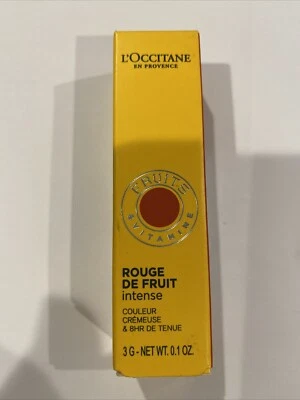 L'OCCITANE
EN PROVENCE
FRUITS
&VITAMINE
ROUGE
DE FRUIT
intense
COULEUR
CRÉMEUSE
& 8HR DE TENUE
3 G - NET WT. 0.1 OZ.